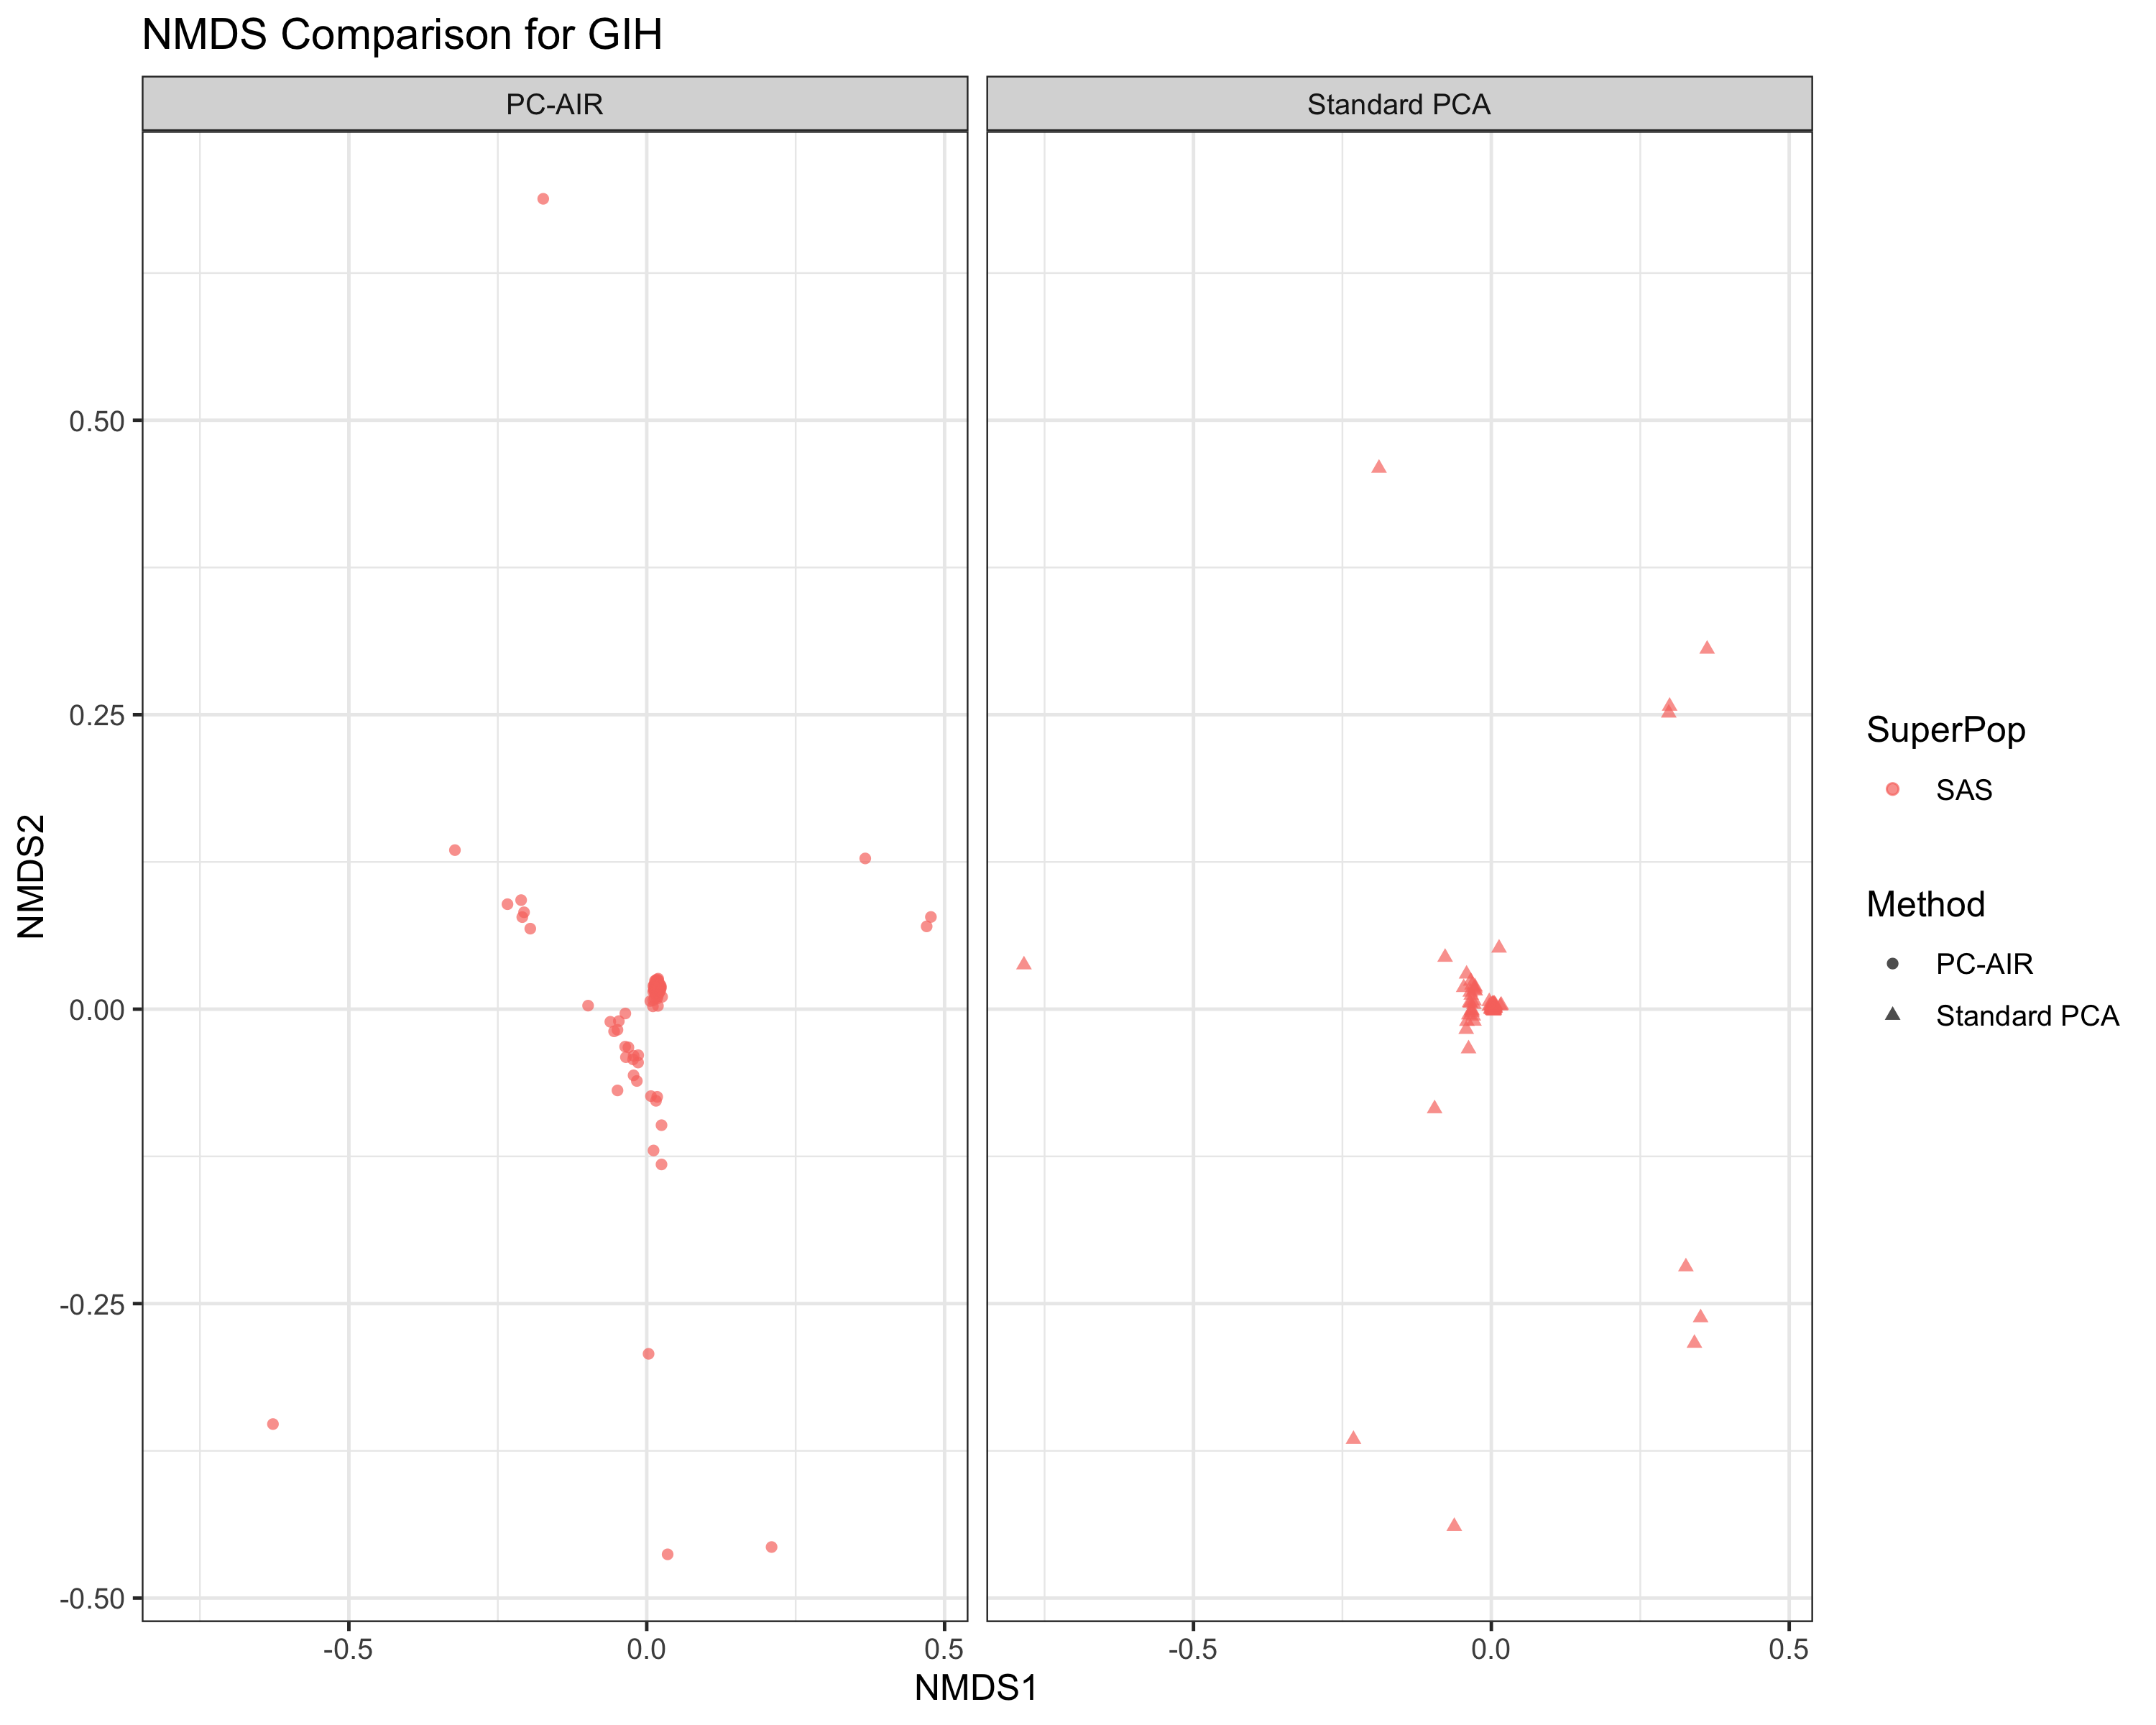 NMDS Comparison for GIH
PC-AIR
Standard PCA
NMDS2
0.50
0.25
0.00
-0.25
-0.50
-0.5
0.0
0.5
-0.5
0.0
0.5
NMDS1
SuperPop
SAS
Method
PC-AIR
Standard PCA